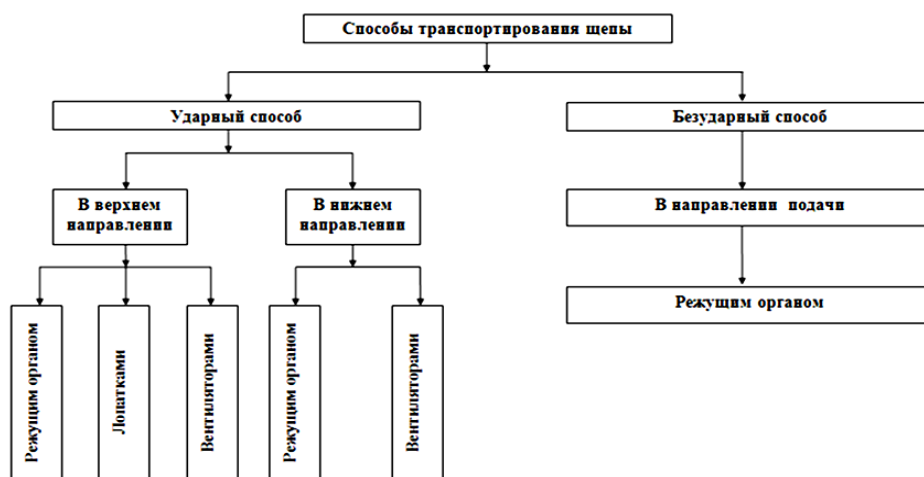 Способы транспортирования щепы
Ударный способ
Безударный способ
В верхнем
направлении
В нижнем
направлении
В направлении подачи
Режущим органом
Режущим органом
Лопатками
Вентиляторами
Режущим органом
Вентиляторами